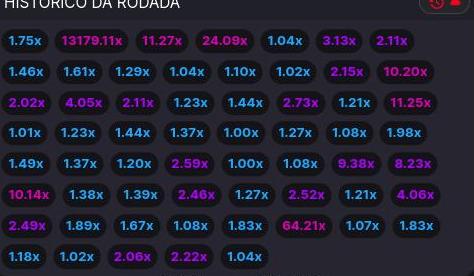 HISTÓRICO DA RODADA
1.75x 13179.11x 11.27x 24.09x 1.04x 3.13x 2.11x
1.46x 1.61x 1.29x 1.04x 1.10x 1.02x 2.15x 10.20x
2.02x 4.05x 2.11x 1.23x 1.44x 2.73x 1.21x 11.25x
1.01x 1.23x 1.44x 1.37x 1.00x 1.27x 1.08x 1.98x
1.49x 1.37x 1.20x 2.59x 1.00x 1.08x 9.38x 8.23x
10.14x 1.38x 1.39x 2.46x 1.27x 2.52x 1.21x 4.06x
2.49x 1.89x 1.67x 1.08x 1.83x 64.21x 1.07x 1.83x
1.18x 1.02x 2.06x 2.22x 1.04x